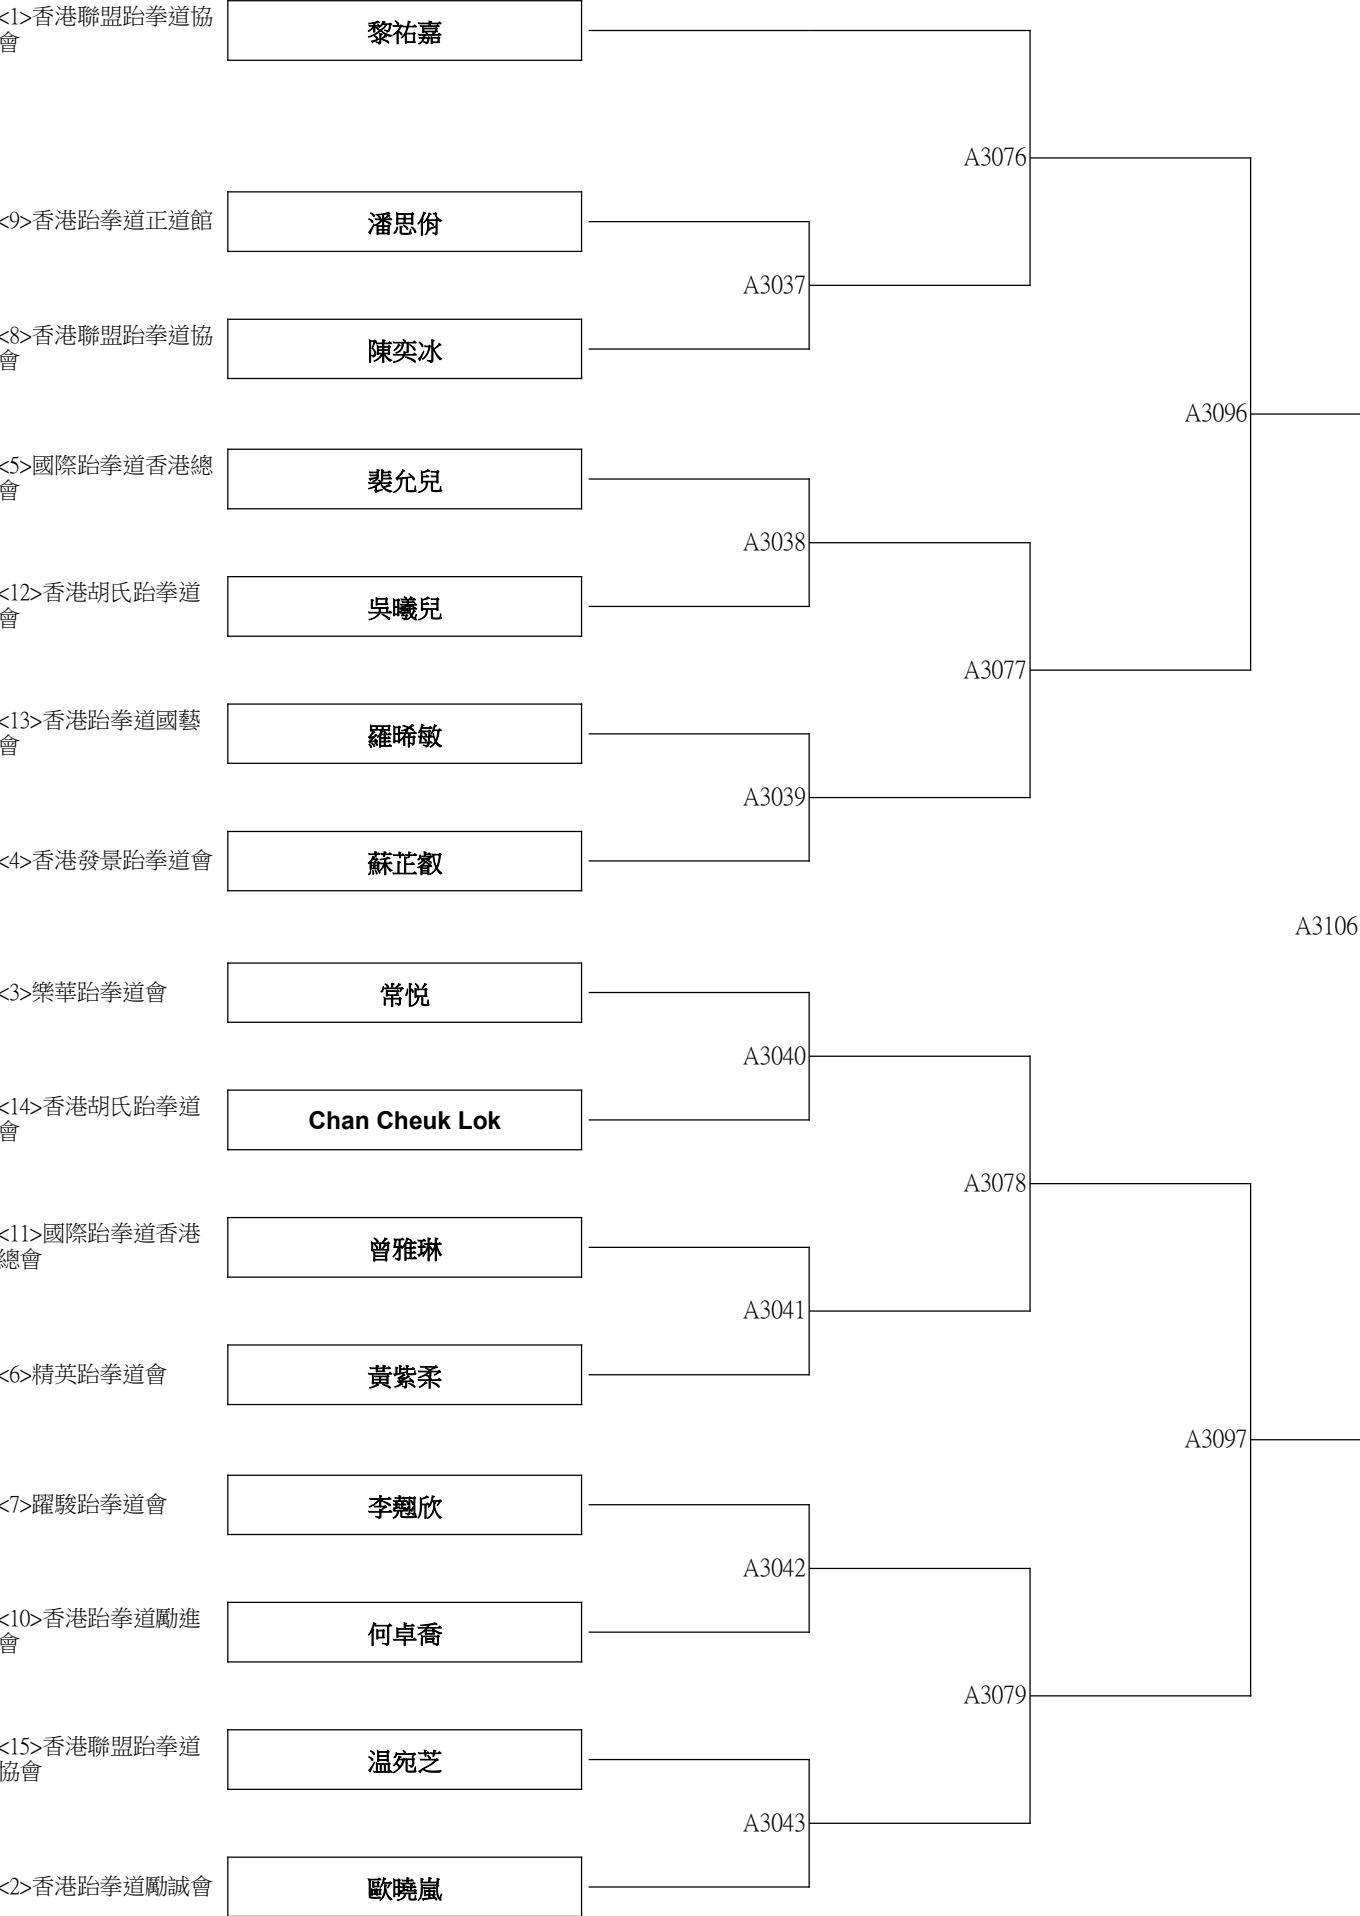 <1>香港聯盟跆拳道協
會
黎祐嘉
A3076
<9>香港跆拳道正道館
潘思佾
A3037
<8>香港聯盟跆拳道協
會
陳奕冰
A3096
<5>國際跆拳道香港總
會
裴允兒
A3038
<12>香港胡氏跆拳道
會
吳曦兒
A3077
<13>香港跆拳道國藝
會
羅晞敏
A3039
<4>香港發景跆拳道會
蘇芷叡
A3106
<3>樂華跆拳道會
常悦
A3040
<14>香港胡氏跆拳道
會
Chan Cheuk Lok
A3078
<11>國際跆拳道香港
總會
曾雅琳
A3041
<6>精英跆拳道會
黃紫柔
A3097
<7>躍駿跆拳道會
李翹欣
A3042
<10>香港跆拳道勵進
會
何卓喬
A3079
<15>香港聯盟跆拳道
協會
温宛芝
A3043
<2>香港跆拳道勵誠會
歐曉嵐